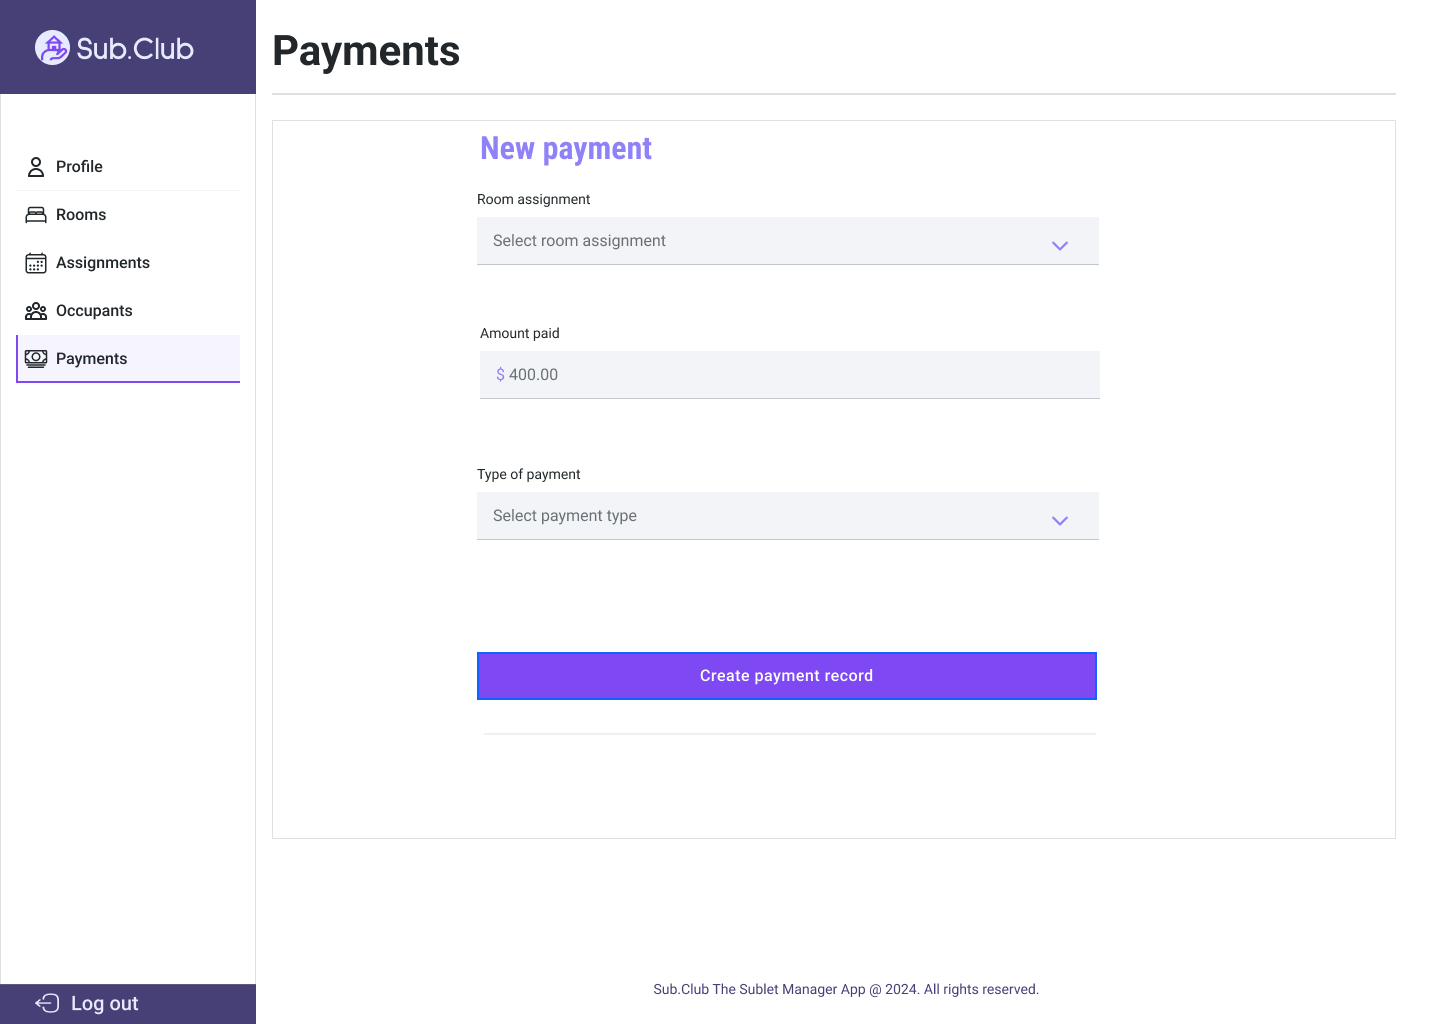 Sub.Club
Payments
Profile
Rooms
Assignments
Occupants
Payments
New payment
Room assignment
Select room assignment
Amount paid
$ 400.00
Type of payment
Select payment type
Create payment record
Sub.Club The Sublet Manager App @ 2024. All rights reserved.
Log out